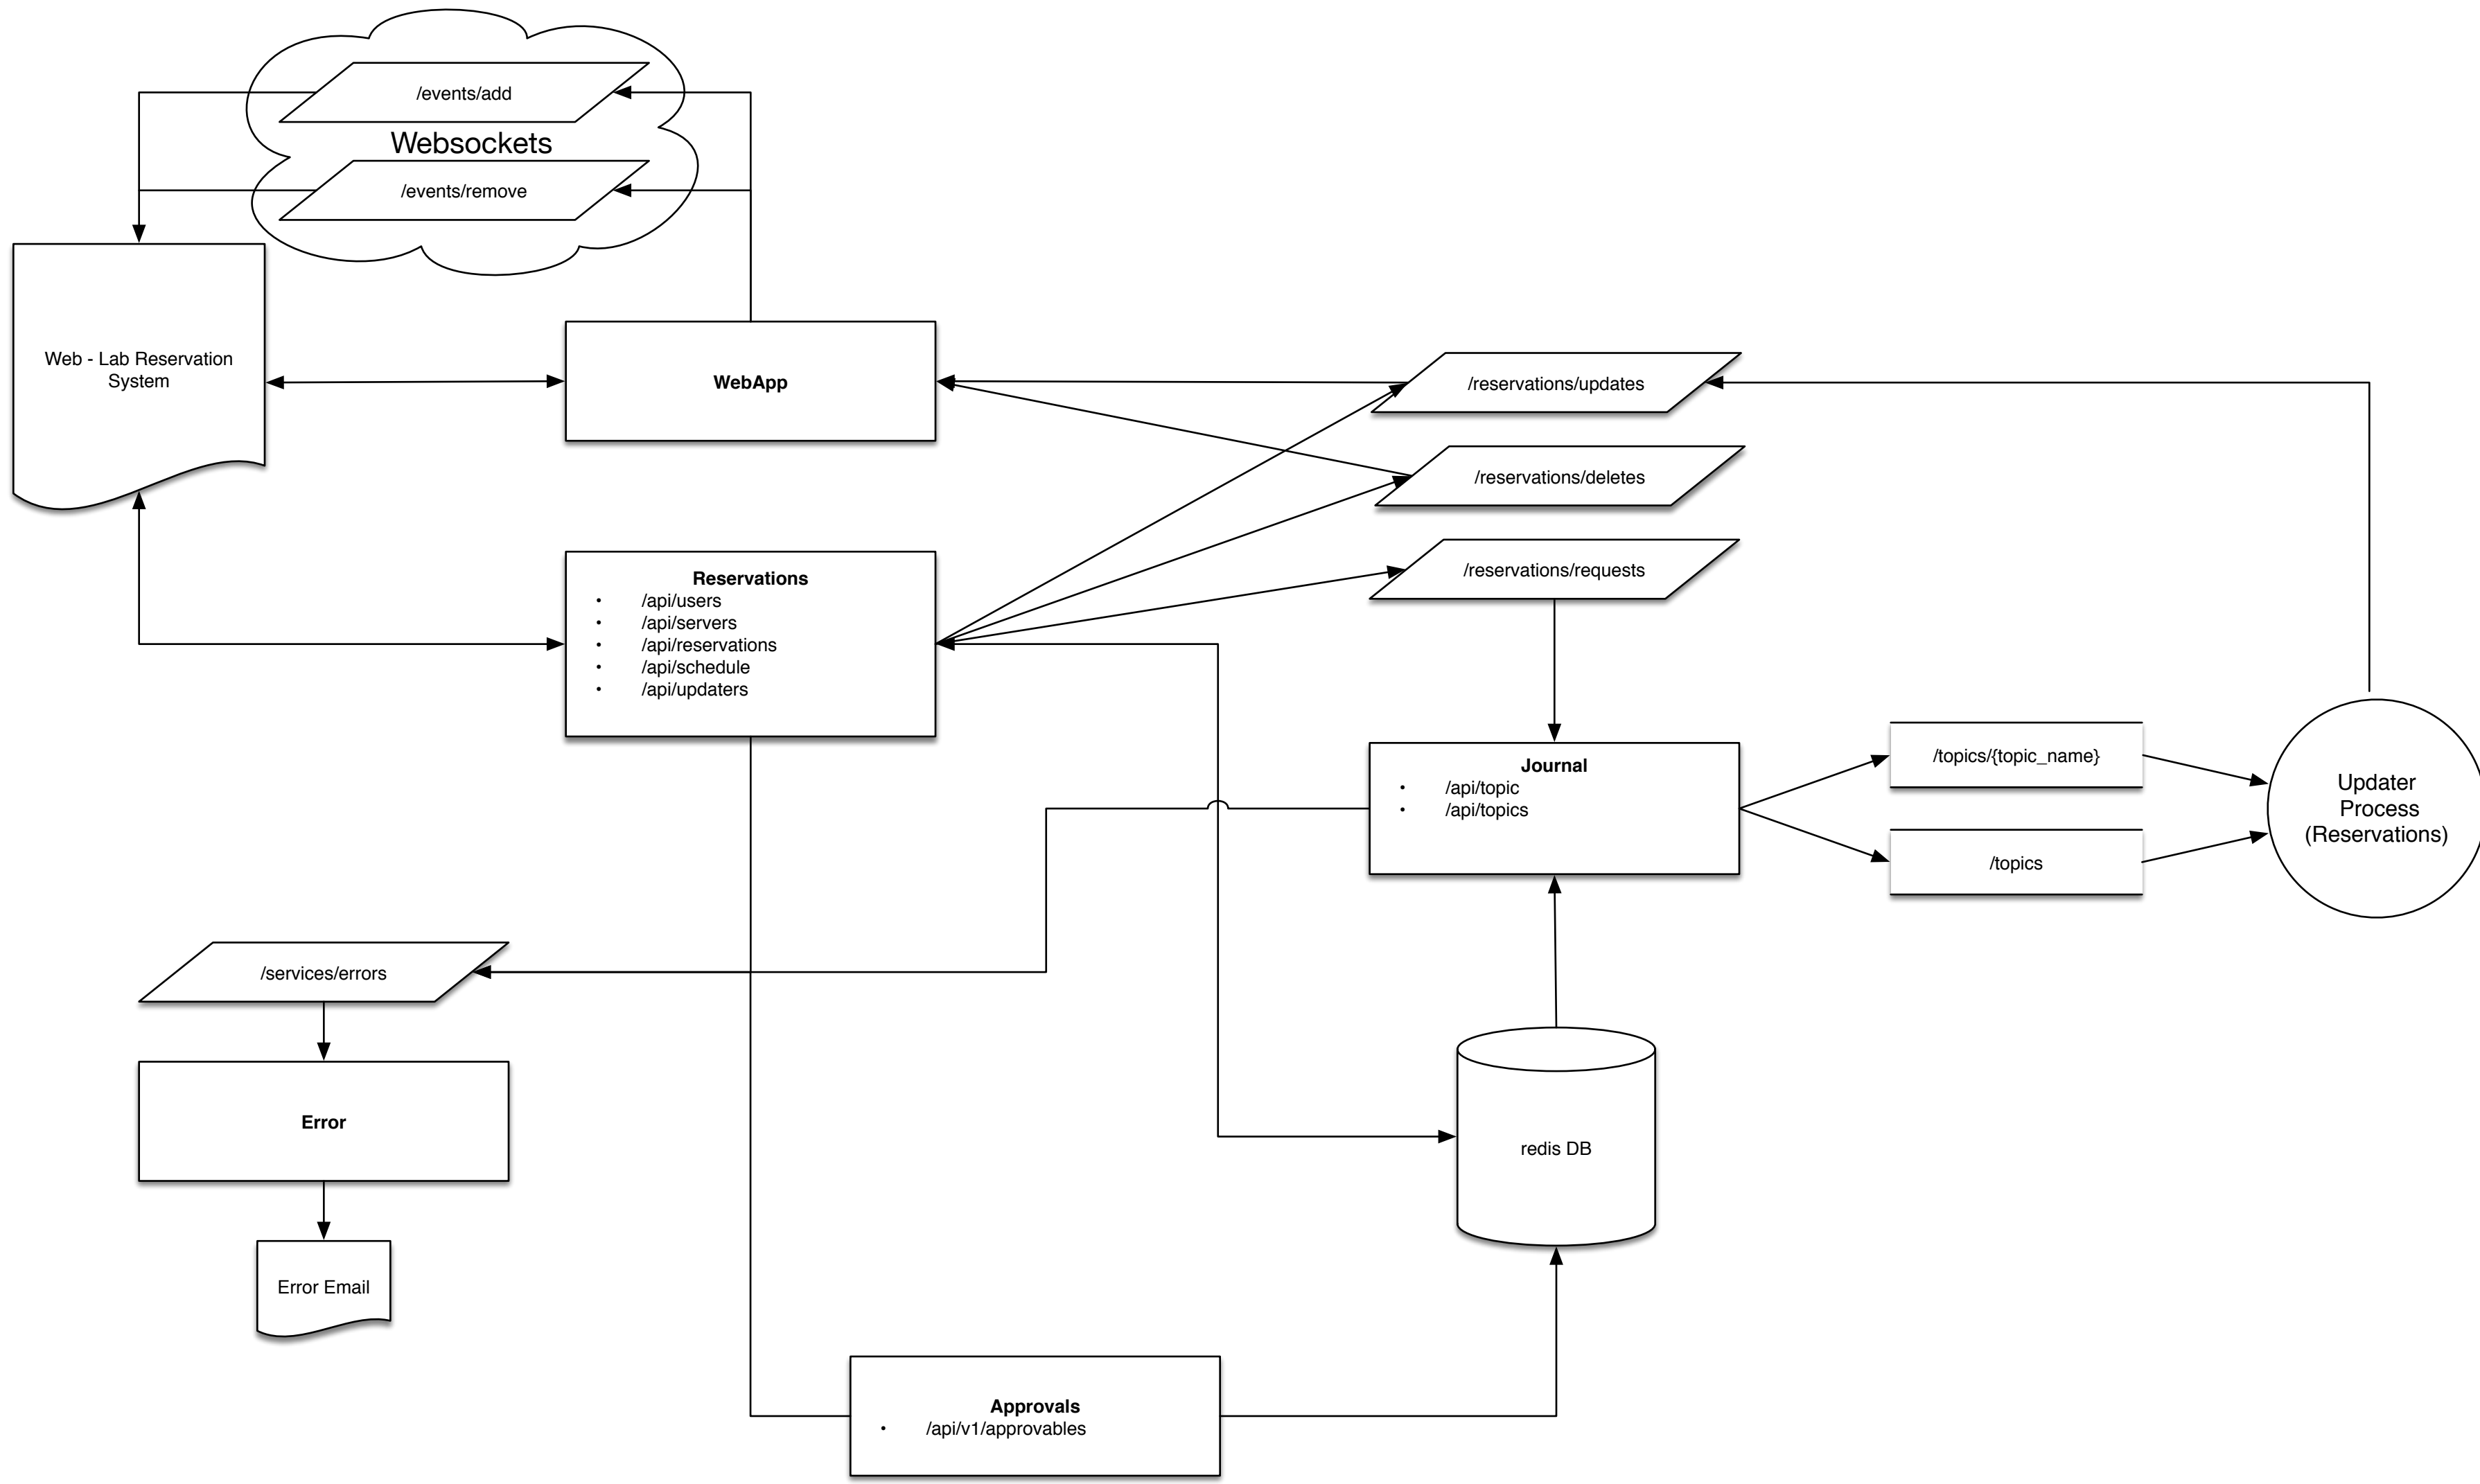 /events/add
Websockets
/events/remove
Web - Lab Reservation
System
WebApp
/reservations/updates
/reservations/deletes
/reservations/requests
Reservations
• /api/users
• /api/servers
• /api/reservations
• /api/schedule
• /api/updaters
Journal
• /api/topic
• /api/topics
/topics/{topic_name}
/topics
Updater
Process
(Reservations)
/services/errors
Error
Error Email
redis DB
Approvals
• /api/v1/approvables